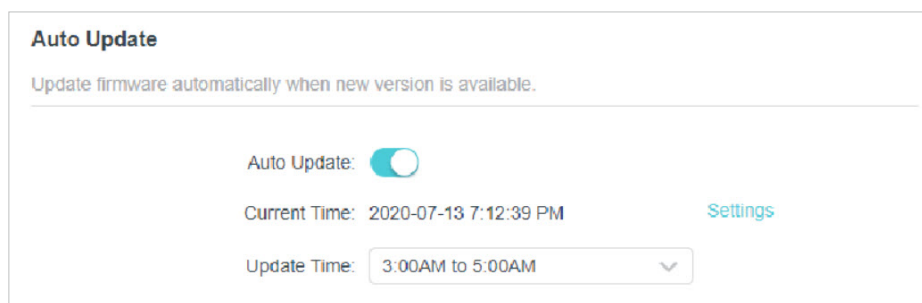 Auto Update
Update firmware automatically when new version is available.
Auto Update:
Current Time: 2020-07-13 7:12:39 PM Settings
Update Time: 3:00AM to 5:00AM